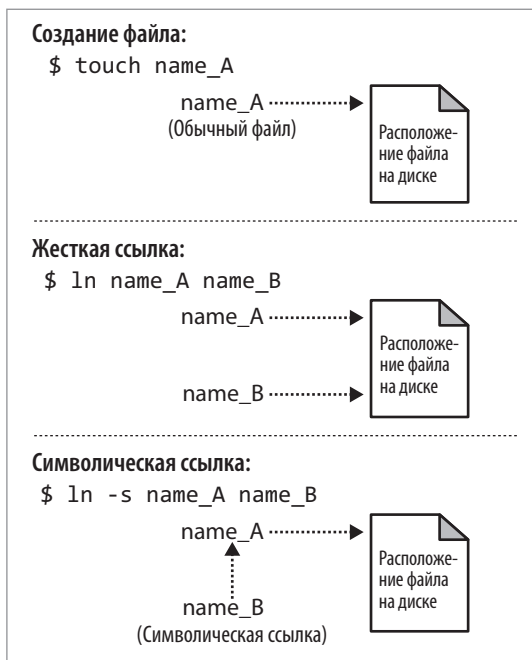 Создание файла:
$ touch name_A
name_A
(Обычный файл)
Расположе-
ние файла
на диске
Жесткая ссылка:
$ ln name_A name_B
name_A
name_B
Расположе-
ние файла
на диске
Символическая ссылка:
$ ln -s name_A name_B
name_A
name_B
(Символическая ссылка)
Расположе-
ние файла
на диске